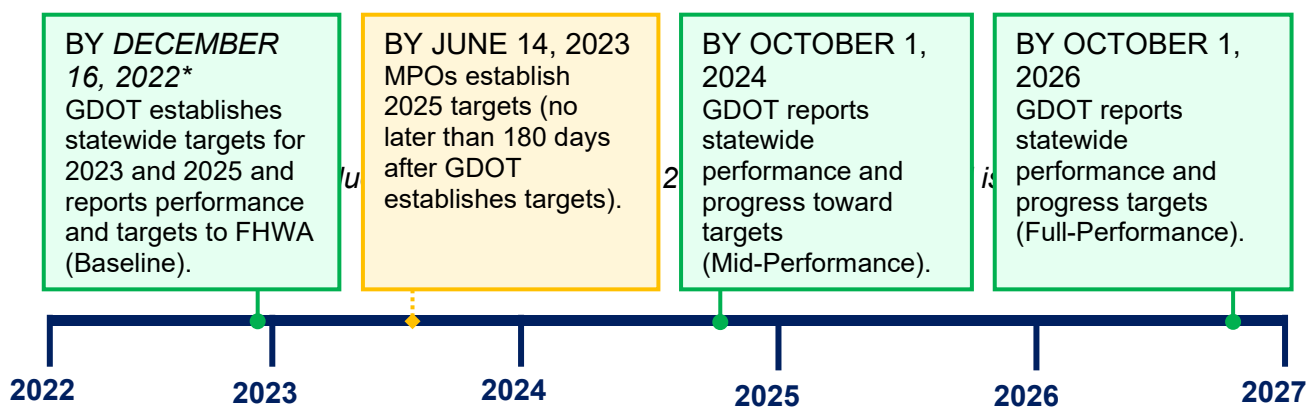 BY DECEMBER
16, 2022*
GDOT establishes
statewide targets for
2023 and 2025 and
reports performance
and targets to FHWA
(Baseline).
BY JUNE 14, 2023
MPOs establish
2025 targets (no
later than 180 days
after GDOT
establishes targets).
BY OCTOBER 1,
2024
GDOT reports
statewide
performance and
progress toward
targets
(Mid-Performance).
BY OCTOBER 1,
2026
GDOT reports
statewide
performance and
progress targets
(Full-Performance).
2022
2023
2024
2025
2026
2027